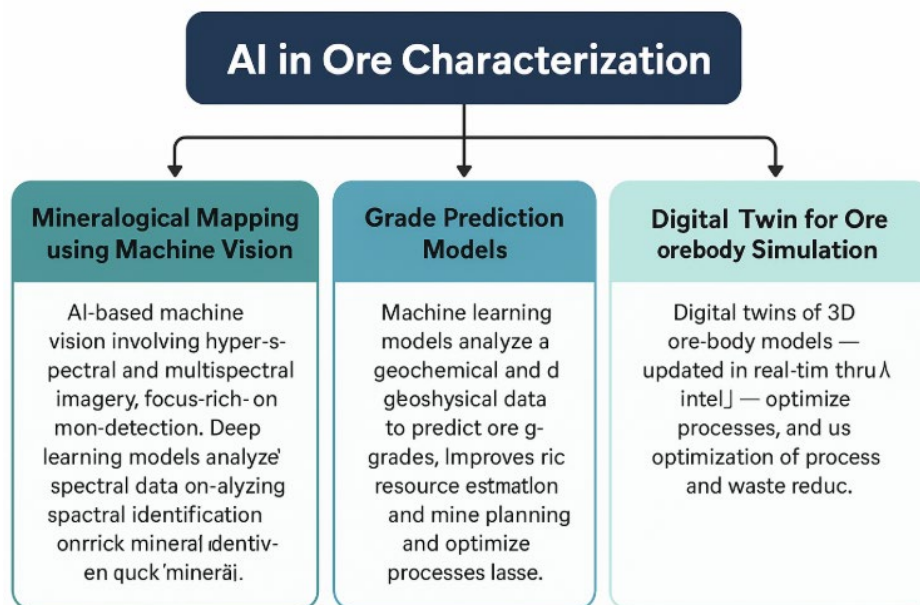 AI in Ore Characterization
Mineralogical Mapping
using Machine Vision
AI-based machine
vision involving hyper-s-
pectral and multispectral
imagery, focus-rich- on
mon-detection. Deep
learning models analyze'
spectral data on-alyzing
spactral identification
onrrick mineral identiv-
en quck 'mineräi.
Grade Prediction
Models
Machine learning
models analyze a
geochemical and d
geoshysical data
to predict ore g-
grades, Improves ric
resource estmatlon
and mine planning
and optimize
processes lasse.
Digital Twin for Ore
orebody Simulation
Digital twins of 3D
ore-body models —
updated in real-tim thru
— optimize
processes, and us
optimization of process
and waste reduc.